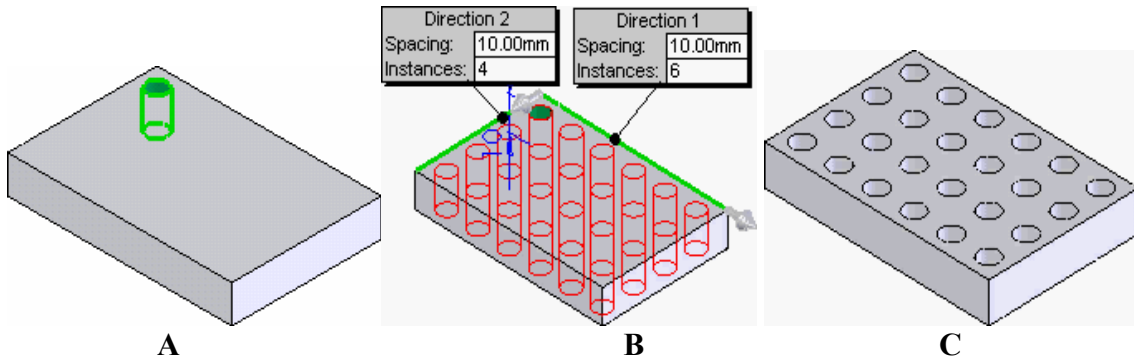 Direction 2
Spacing: 10.00mm
Instances: 4
Direction 1
Spacing: 10.00mm
Instances: 6
A
B
C